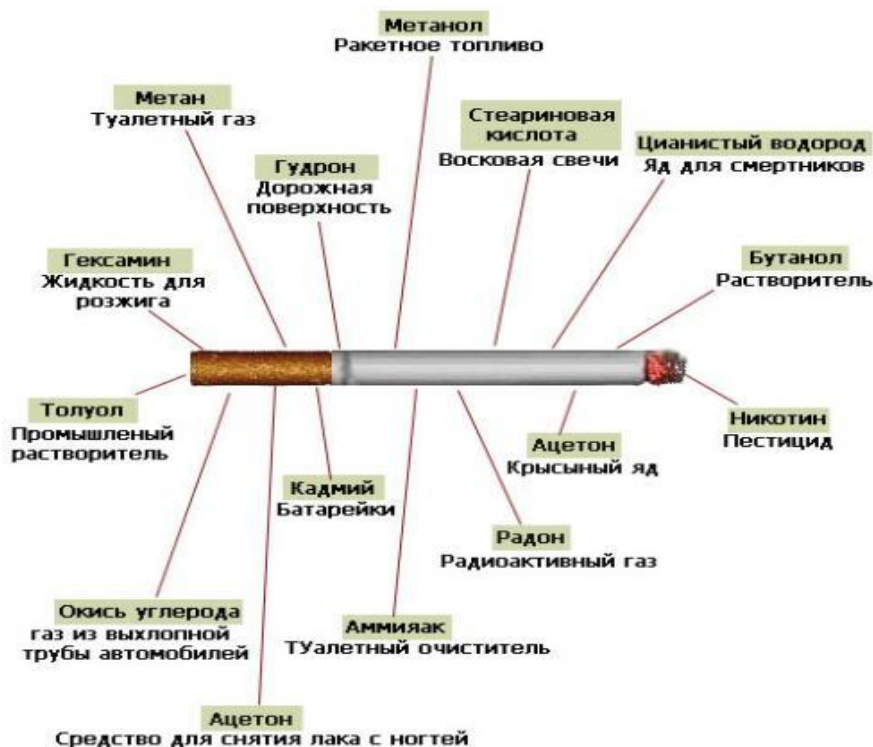 Метанол
Ракетное топливо
Метан
Туалетный газ
Стеариновая
кислота
Восковая свечи
Цианистый водород
Яд для смертников
Гудрон
Дорожная
поверхность
Гексамин
Жидкость для
розжига
Бутанол
Растворитель
Толуол
Промышленый
растворитель
Никотин
Пестицид
Ацетон
Крысыный яд
Кадмий
Батарейки
Радон
Радиоактивный газ
Окись углерода
газ из выхлопной
трубы автомобилей
Аммияак
ТУалетный очиститель
Ацетон
Средство для снятия лака с ногтей